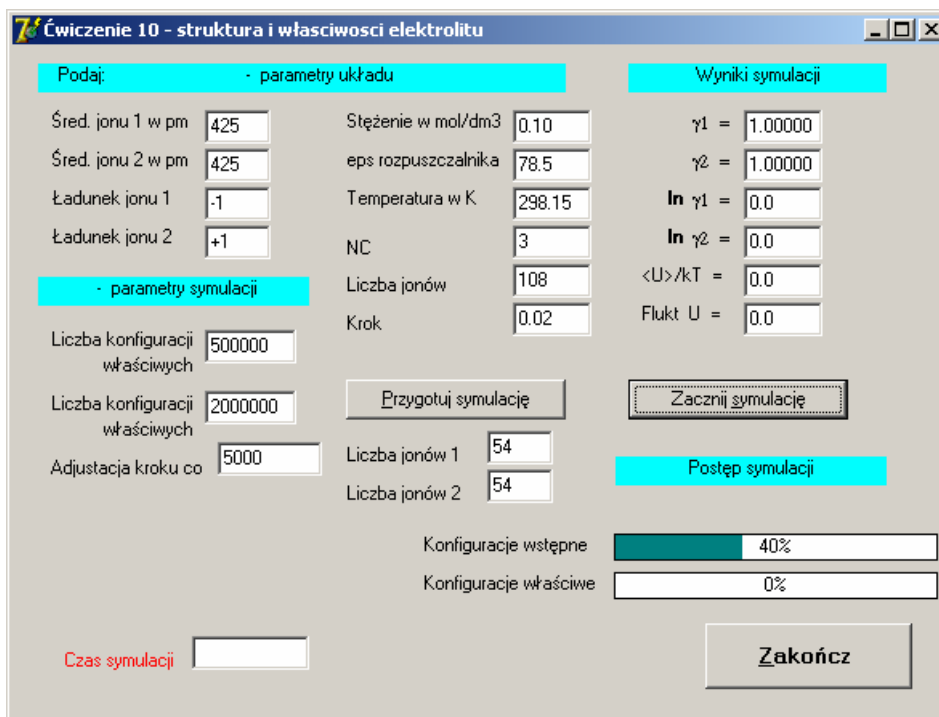 Ćwiczenie 10 - struktura i własciwosci elektrolitu
Podaj: - parametry układu
Śred. jonu 1 w pm 425
Śred. jonu 2 w pm 425
Ładunek jonu 1 -1
Ładunek jonu 2 +1
Stężenie w mol/dm3 0.10
eps rozpuszczalnika 78.5
Temperatura w K 298.15
NC 3
Liczba jonów 108
Krok 0.02
Wyniki symulacji
γ1 = 1.00000
γ2 = 1.00000
ln γ1 = 0.0
ln γ2 = 0.0
<U>/kT = 0.0
Flukt U = 0.0
- parametry symulacji
Liczba konfiguracji
właściwych 500000
Liczba konfiguracji
właściwych 2000000
Adjustacja kroku co 5000
Przygotuj symulację
Liczba jonów 1 54
Liczba jonów 2 54
Zacznij symulację
Postęp symulacji
Konfiguracje wstępne 40%
Konfiguracje właściwe 0%
Czas symulacji
Zakończ